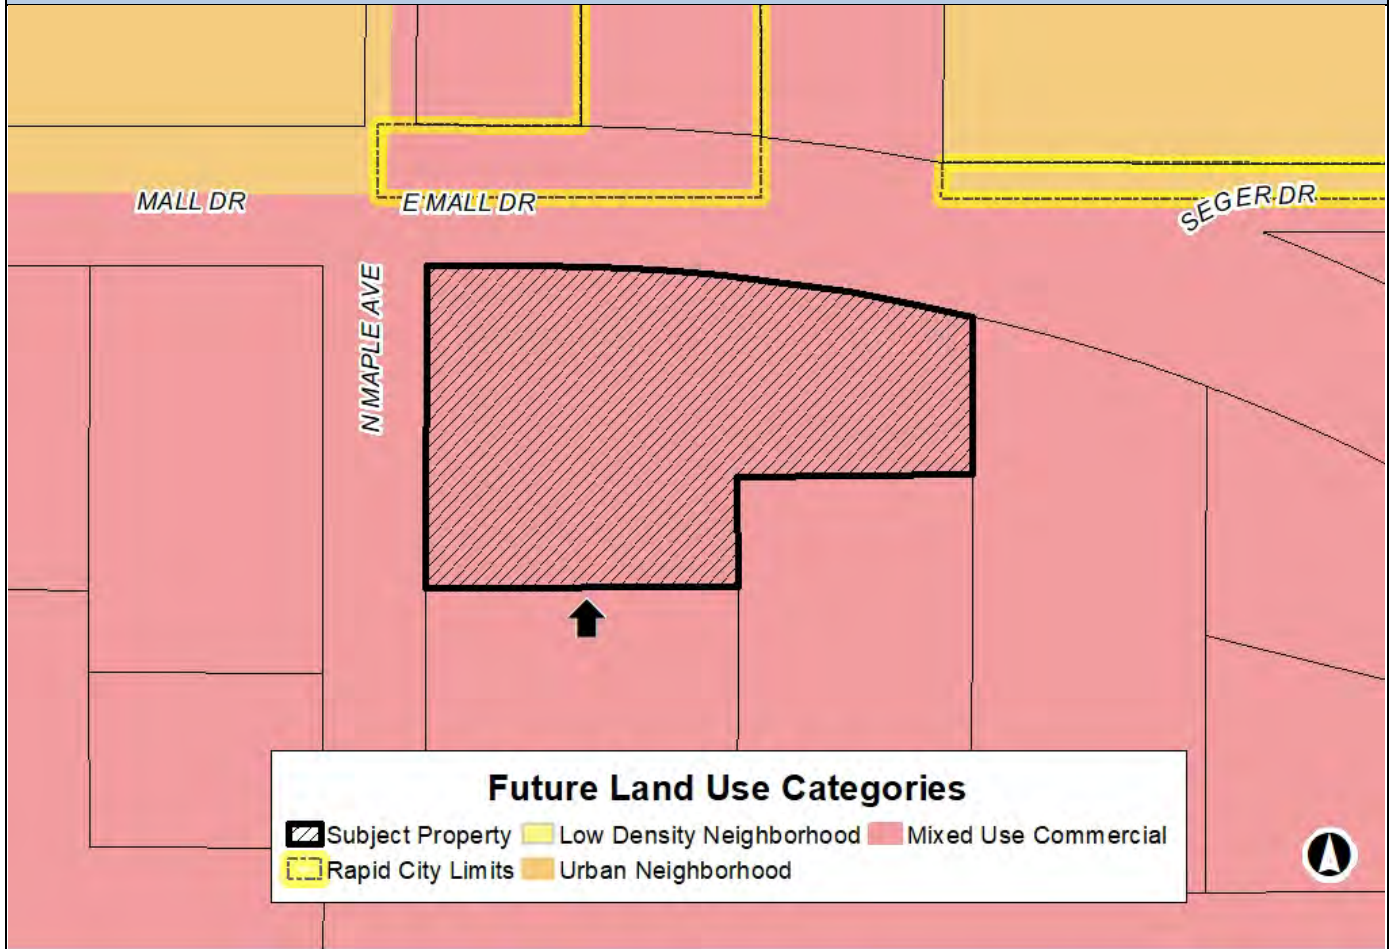 MALL DR
E MALL DR
SEGER DR
N MAPLE AVE
Future Land Use Categories
Subject Property Low Density Neighborhood Mixed Use Commercial
Rapid City Limits Urban Neighborhood